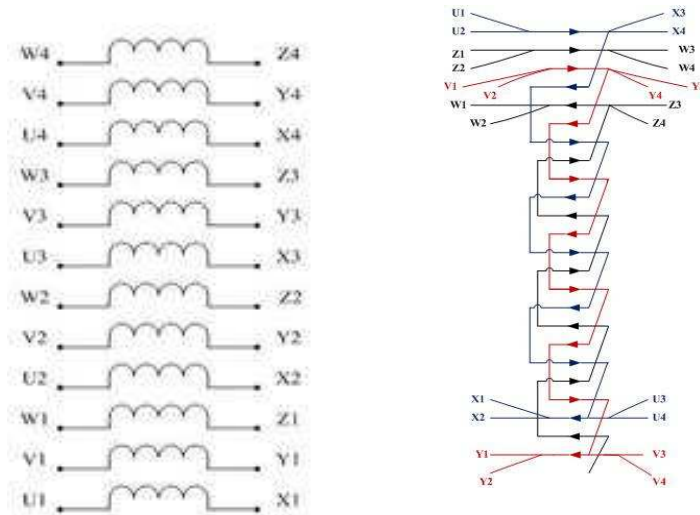 W4 Z4
V4 Y4
U4 X4
W3 Z3
V3 Y3
U3 X3
W2 Z2
V2 Y2
U2 X2
W1 Z1
V1 Y1
U1 X1
U1 X3
U2 X4
Z1 W3
Z2 W4
V1 Y
V2 Y4
W1 Z3
W2 Z4
X1 U3
X2 U4
Y1 V3
Y2 V4